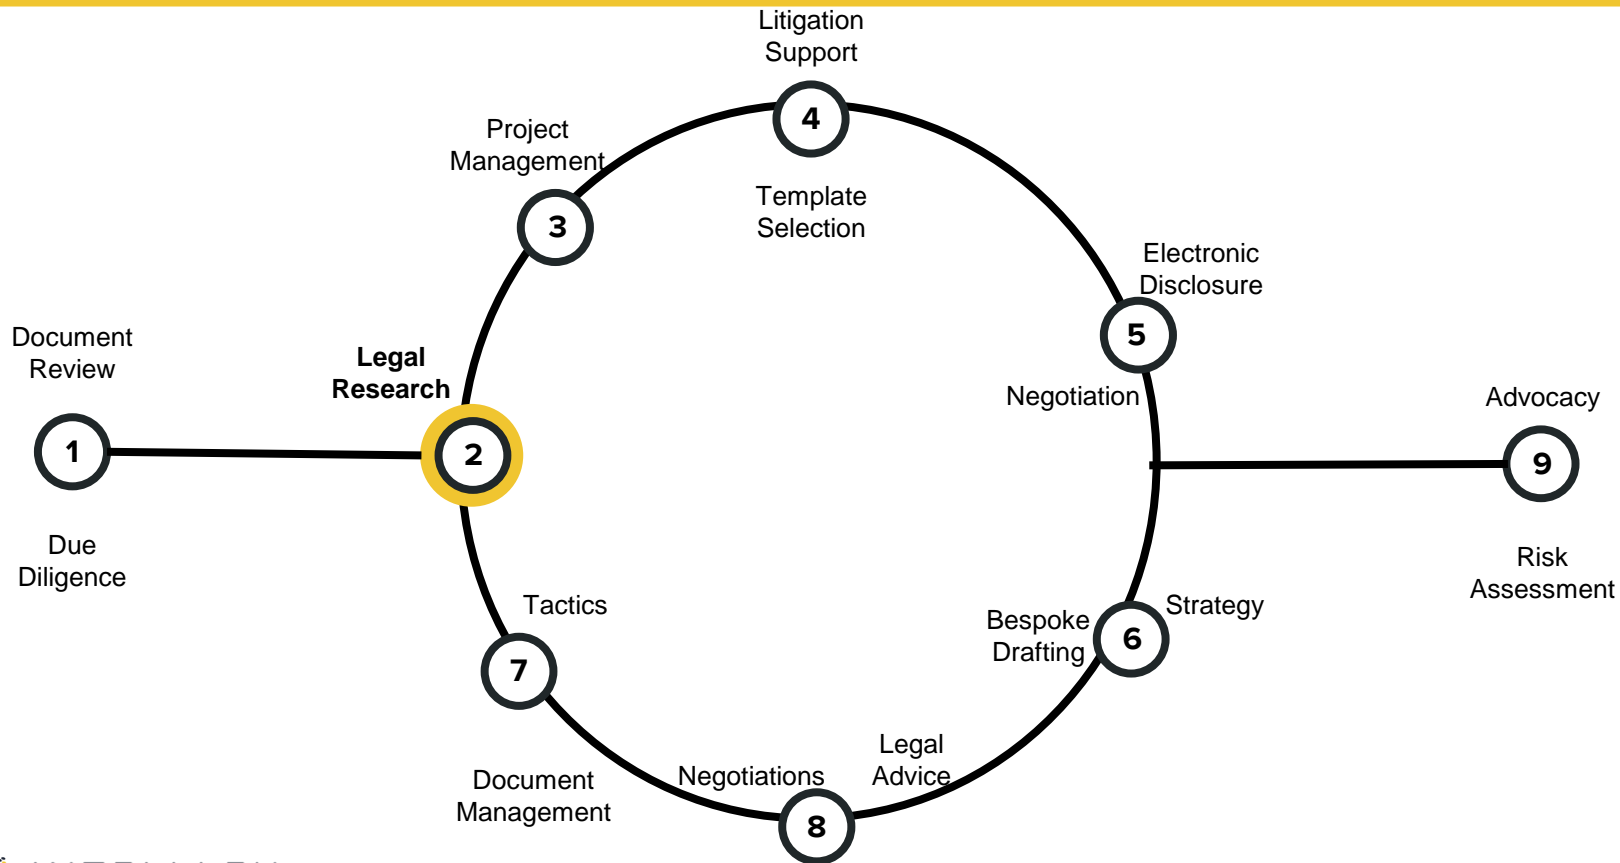 Litigation
Support
4
Project
Management
3
Template
Selection
Electronic
Disclosure
5
Document
Review
Legal
Research
Negotiation
Advocacy
1
2
9
Due
Diligence
Risk
Assessment
Tactics
Bespoke
Drafting
Strategy
6
7
Legal
Advice
Document
Management
Negotiations
8